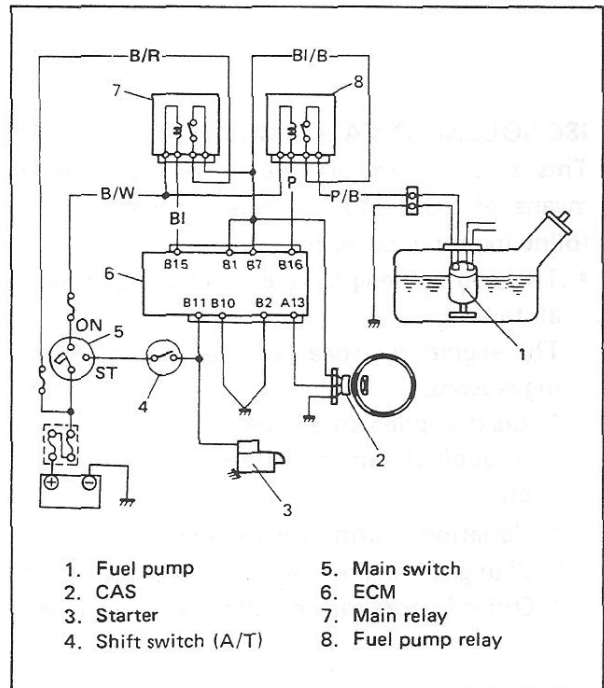 B/R
Bl/B
7
8
B/W
Bl
P
P/B
B15
B1
B7
B16
6
B11
B10
B2
A13
ON
5
ST
4
3
2
1
1. Fuel pump
2. CAS
3. Starter
4. Shift switch (A/T)
5. Main switch
6. ECM
7. Main relay
8. Fuel pump relay